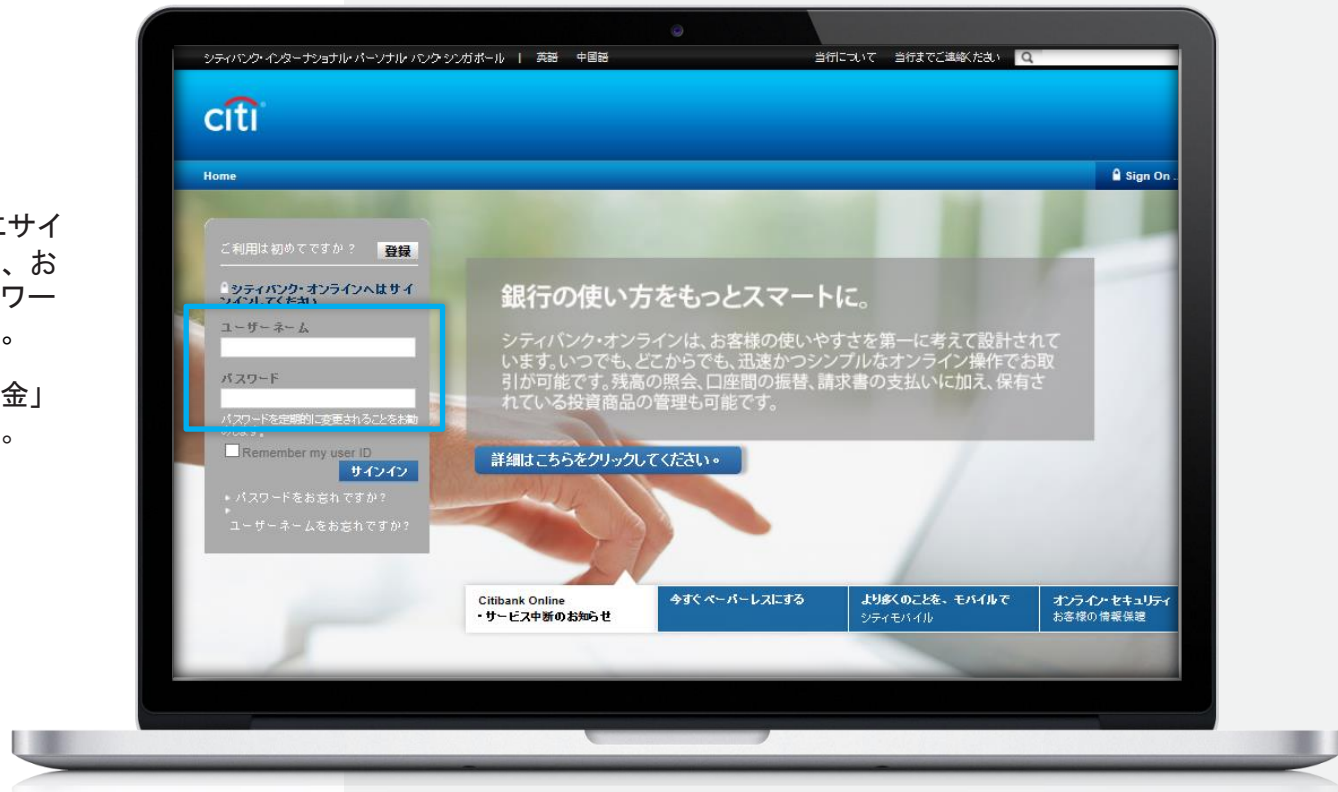 にサイ
、お
ワー
。
金」
。
シティバンク・インターナショナル・パーソナル バンク シンガポール | 英語 中国語 当行について 当行までご連絡ください
citi
Home Sign On ..
ご利用は初めてですか？ 登録
シティバンク・オンラインへはサイ
ンインしてください
ユーザーネーム
パスワード
パスワードを定期的に変更されることをお勧
めします。
Remember my user ID
サインイン
パスワードをお忘れですか？
ユーザーネームをお忘れですか？
銀行の使い方をもっとスマートに。
シティバンク・オンラインは、お客様の使いやすさを第一に考えて設計されて
います。いつでも、どこからでも、迅速かつシンプルなオンライン操作でお取
引が可能です。残高の照会、口座間の振替、請求書の支払いに加え、保有さ
れている投資商品の管理も可能です。
詳細はこちらをクリックしてください。
Citibank Online
・サービス中断のお知らせ
今すぐ ペーパーレスにする
より多くのことを、モバイルで
シティモバイル
オンライン・セキュリティ
お客様の情報保護